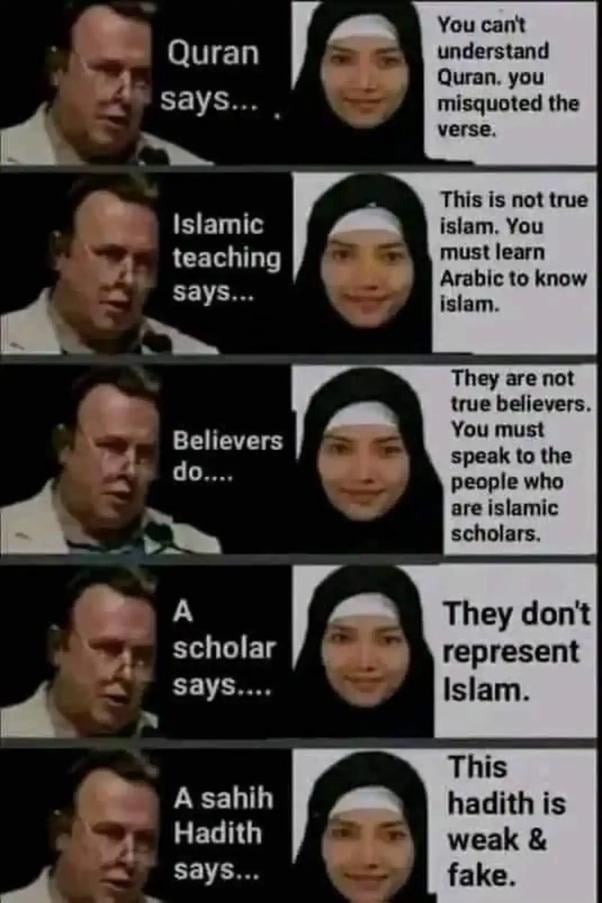 Quran
says...
You can't
understand
Quran. you
misquoted the
verse.
Islamic
teaching
says...
This is not true
islam. You
must learn
Arabic to know
islam.
Believers
do....
They are not
true believers.
You must
speak to the
people who
are islamic
scholars.
A
scholar
says....
They don't
represent
Islam.
A sahih
Hadith
says...
This
hadith is
weak &
fake.